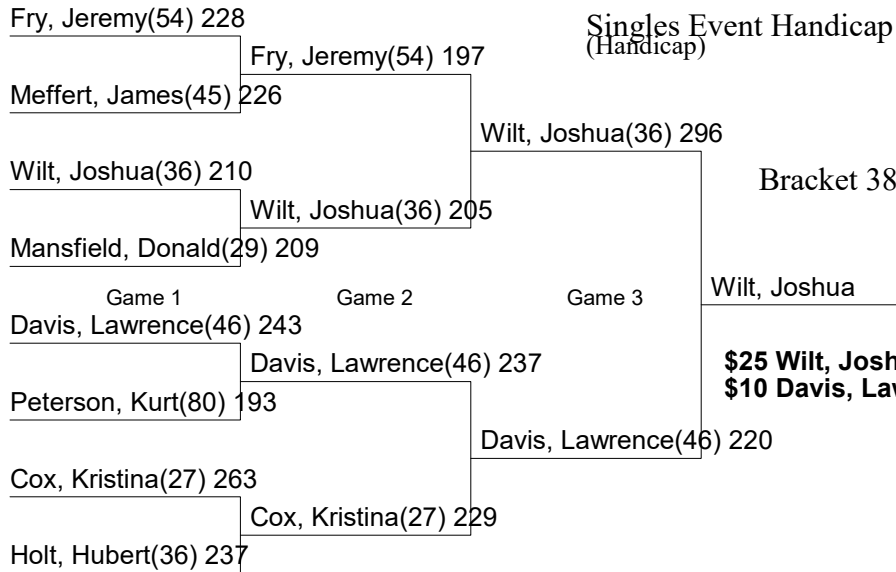 Fry, Jeremy(54) 228
Singles Event Handicap
(Handicap)
Fry, Jeremy(54) 197
Meffert, James(45) 226
Wilt, Joshua(36) 296
Wilt, Joshua(36) 210
Bracket 38
Wilt, Joshua(36) 205
Mansfield, Donald(29) 209
Game 1
Game 2
Game 3
Wilt, Joshua
Davis, Lawrence(46) 243
Davis, Lawrence(46) 237
$25 Wilt, Josh
$10 Davis, Law
Peterson, Kurt(80) 193
Davis, Lawrence(46) 220
Cox, Kristina(27) 263
Cox, Kristina(27) 229
Holt, Hubert(36) 237